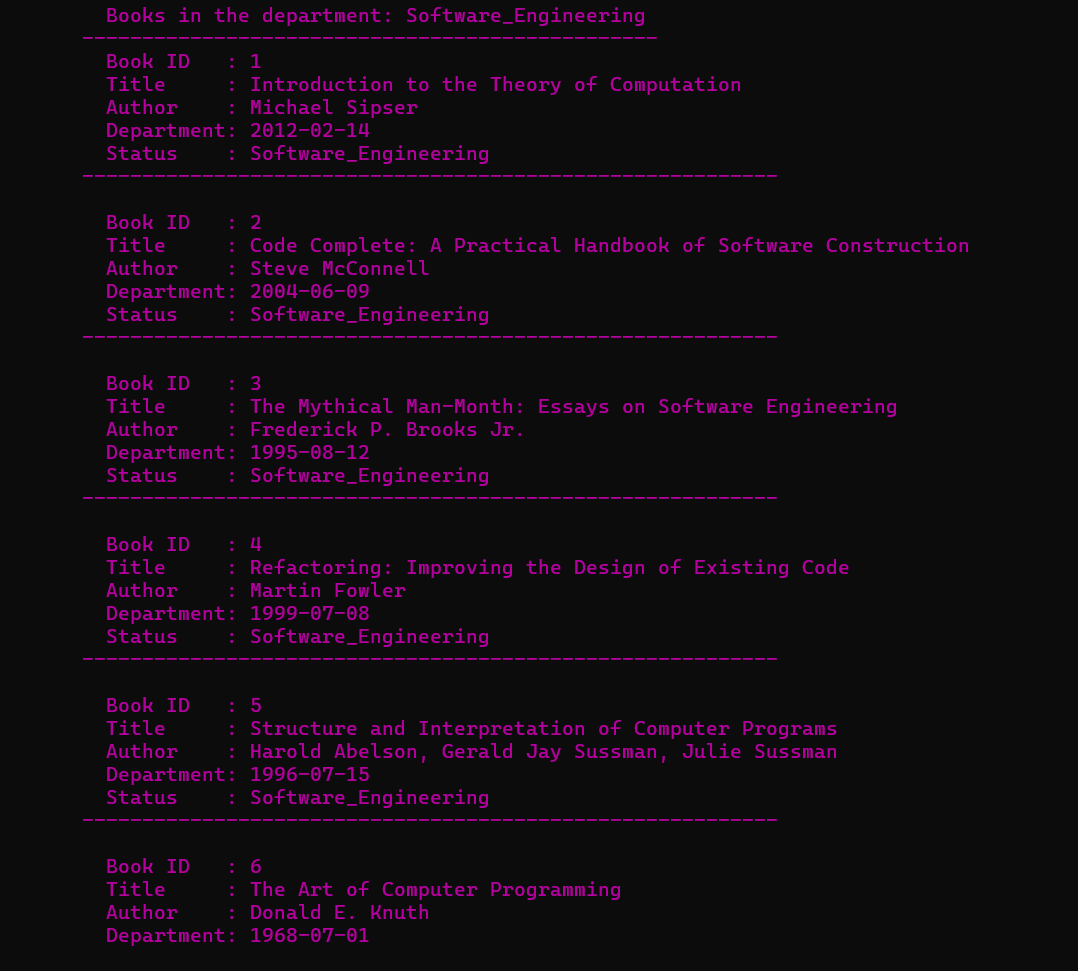 Books in the department: Software_Engineering
------------------------------------------------
Book ID   : 1
Title     : Introduction to the Theory of Computation
Author    : Michael Sipser
Department: 2012-02-14
Status    : Software_Engineering
----------------------------------------------------------
Book ID   : 2
Title     : Code Complete: A Practical Handbook of Software Construction
Author    : Steve McConnell
Department: 2004-06-09
Status    : Software_Engineering
----------------------------------------------------------
Book ID   : 3
Title     : The Mythical Man-Month: Essays on Software Engineering
Author    : Frederick P. Brooks Jr.
Department: 1995-08-12
Status    : Software_Engineering
----------------------------------------------------------
Book ID   : 4
Title     : Refactoring: Improving the Design of Existing Code
Author    : Martin Fowler
Department: 1999-07-08
Status    : Software_Engineering
----------------------------------------------------------
Book ID   : 5
Title     : Structure and Interpretation of Computer Programs
Author    : Harold Abelson, Gerald Jay Sussman, Julie Sussman
Department: 1996-07-15
Status    : Software_Engineering
----------------------------------------------------------
Book ID   : 6
Title     : The Art of Computer Programming
Author    : Donald E. Knuth
Department: 1968-07-01